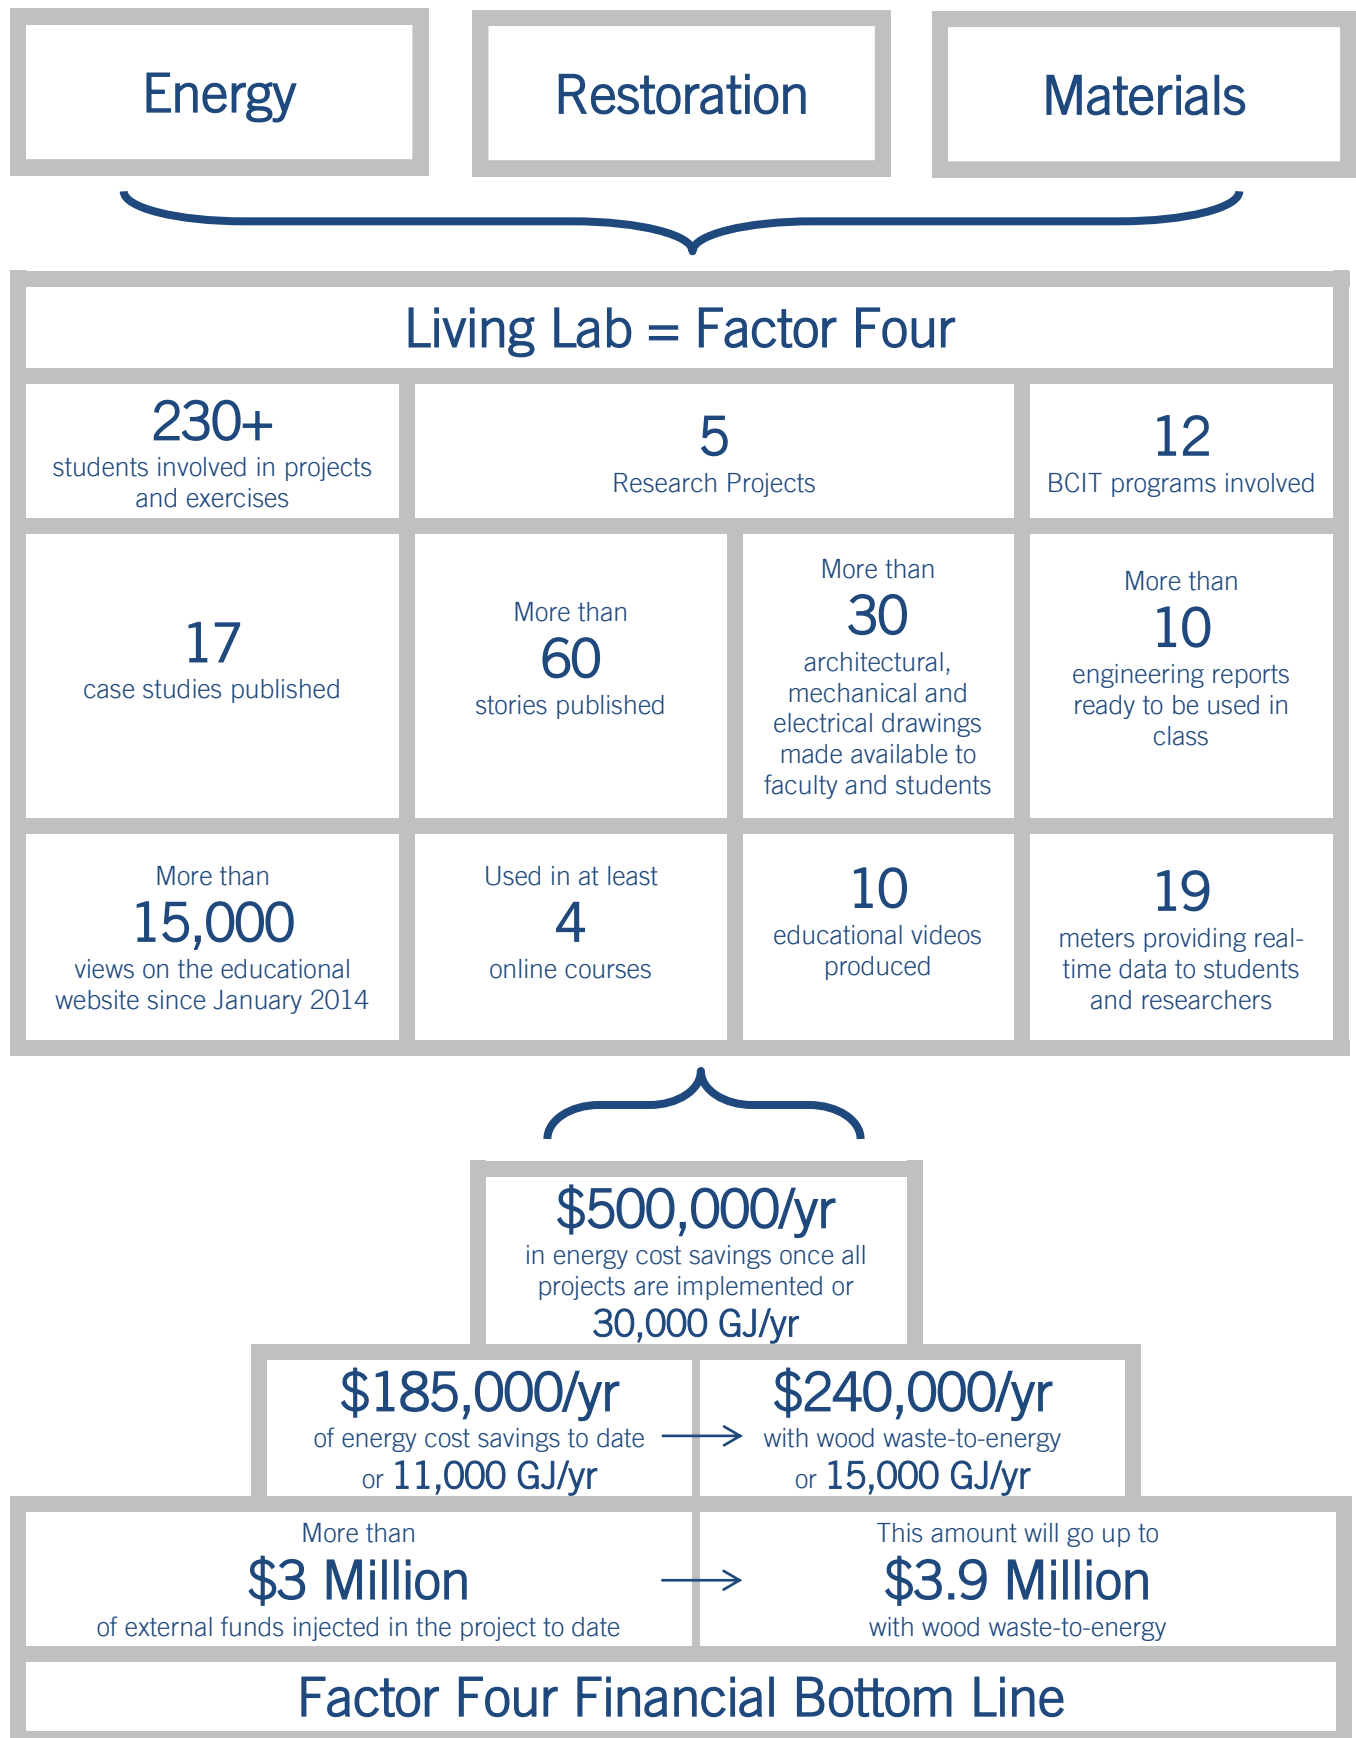 Energy
Restoration
Materials
Living Lab = Factor Four
230+
students involved in projects
and exercises
5
Research Projects
12
BCIT programs involved
17
case studies published
More than
60
stories published
More than
30
architectural,
mechanical and
electrical drawings
made available to
faculty and students
More than
10
engineering reports
ready to be used in
class
More than
15,000
views on the educational
website since January 2014
Used in at least
4
online courses
10
educational videos
produced
19
meters providing real-
time data to students
and researchers
$500,000/yr
in energy cost savings once all
projects are implemented or
30,000 GJ/yr
$185,000/yr
of energy cost savings to date
or 11,000 GJ/yr
$240,000/yr
with wood waste-to-energy
or 15,000 GJ/yr
More than
$3 Million
of external funds injected in the project to date
This amount will go up to
$3.9 Million
with wood waste-to-energy
Factor Four Financial Bottom Line